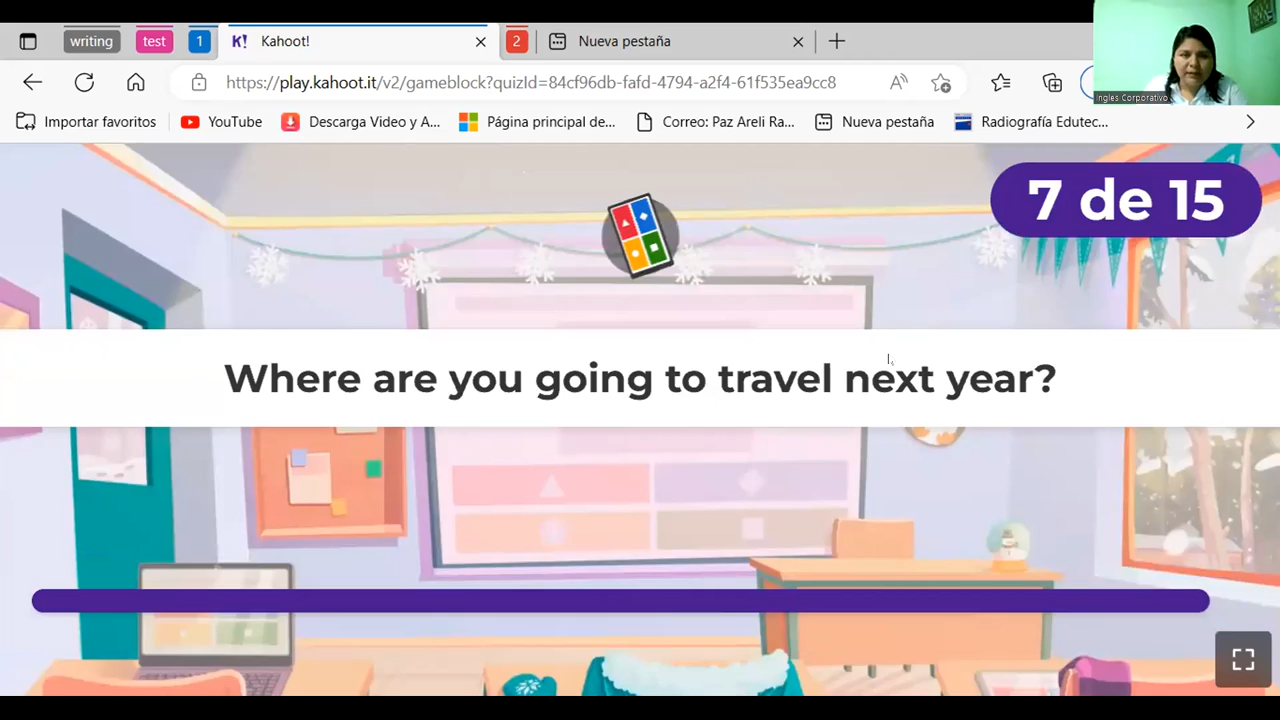 writing test 1 K! Kahoot! 2 Nueva pestaña
https://play.kahoot.it/v2/gameblock?quizId=84cf96db-fafd-4794-a2f4-61f535ea9cc8
Ingles Corporativo
Importar favoritos YouTube Descarga Video y A... Página principal de... Correo: Paz Areli Ra... Nueva pestaña Radiografía Edutec...
7 de 15
Where are you going to travel next year?